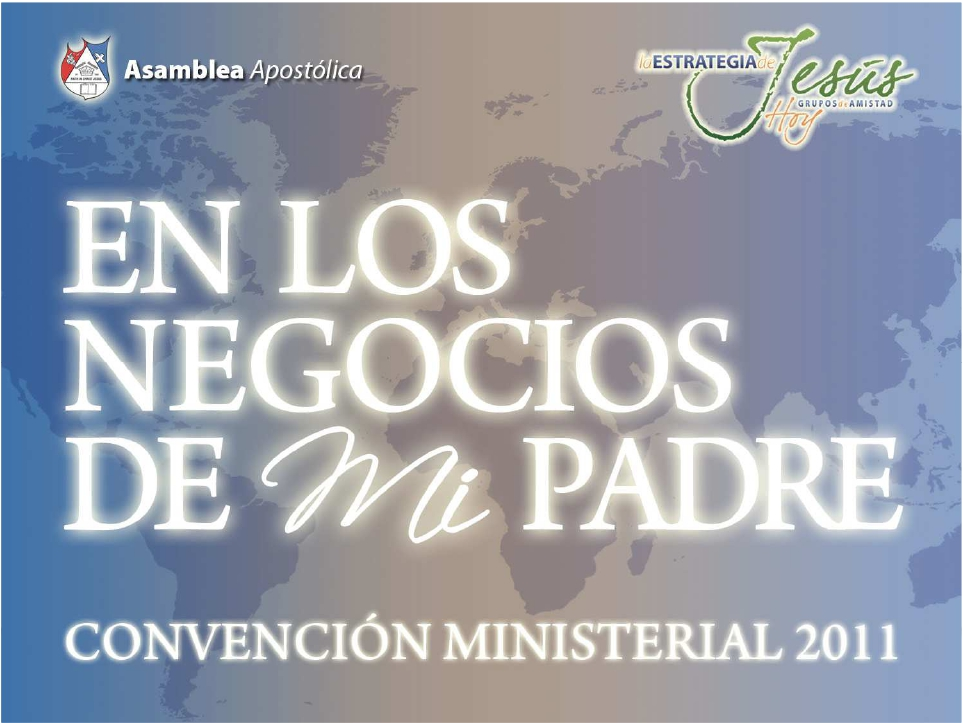 Asamblea Apostólica
la ESTRATEGIA de
Jesús
GRUPOS de AMISTAD
Hoy
EN LOS
NEGOCIOS
DE Mi PADRE
CONVENCIÓN MINISTERIAL 2011